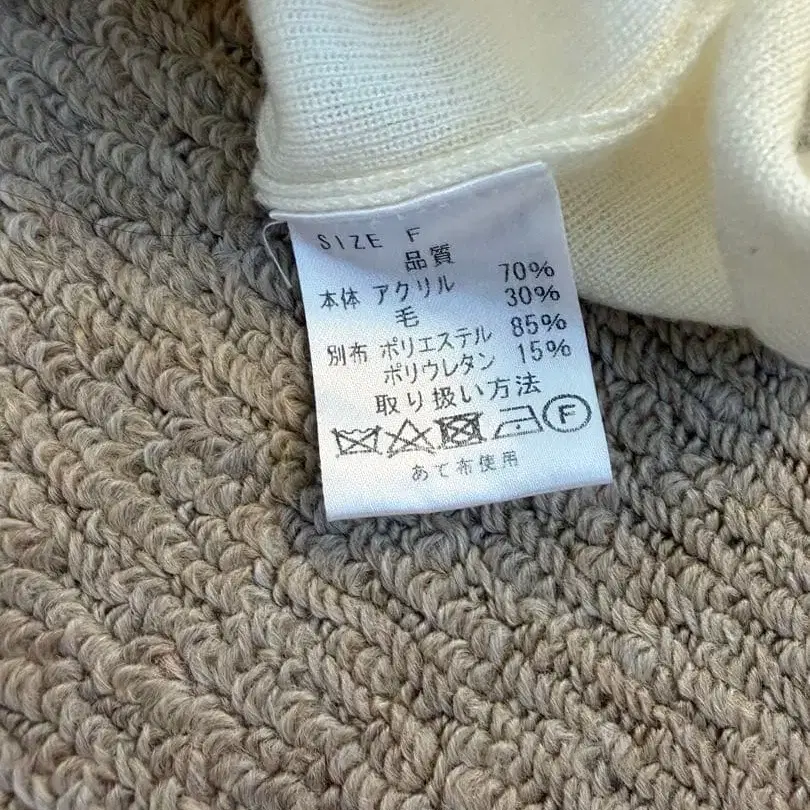 SIZE F
品質
本体 アクリル 70%
毛 30%
別布 ポリエステル 85%
ポリウレタン 15%
取り扱い方法
F
あて布使用